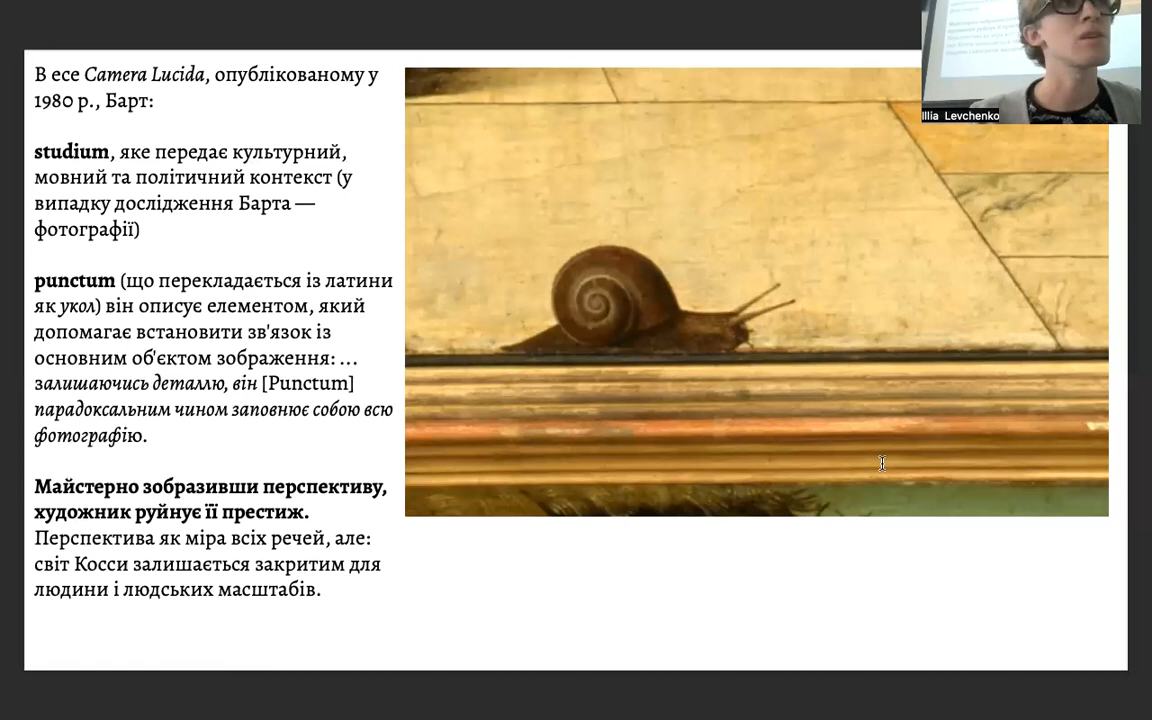 В есе Camera Lucida, опублікованому у
1980 р., Барт:
studium, яке передає культурний,
мовний та політичний контекст (у
випадку дослідження Барта —
фотографії)
punctum (що перекладається із латини
як укол) він описує елементом, який
допомагає встановити зв'язок із
основним об'єктом зображення: ...
залишаючись деталлю, він [Punctum]
парадоксальним чином заповнює собою всю
фотографію.
Майстерно зобразивши перспективу,
художник руйнує її престиж.
Перспектива як міра всіх речей, але:
світ Косси залишається закритим для
людини і людських масштабів.
Illia Levchenko